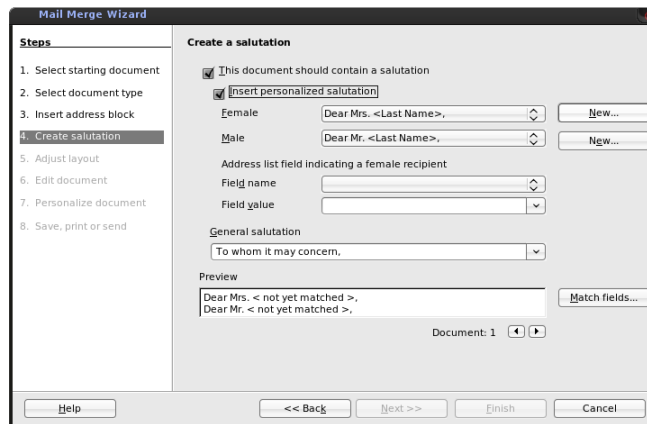 Mail Merge Wizard
Steps
1. Select starting document
2. Select document type
3. Insert address block
4. Create salutation
5. Adjust layout
6. Edit document
7. Personalize document
8. Save, print or send
Create a salutation
This document should contain a salutation
Insert personalized salutation
Female Dear Mrs. <Last Name>, New...
Male Dear Mr. <Last Name>, New...
Address list field indicating a female recipient
Field name
Field value
General salutation
To whom it may concern,
Preview
Dear Mrs. < not yet matched >,
Dear Mr. < not yet matched >,
Match fields...
Document: 1
Help << Back Next >> Finish Cancel